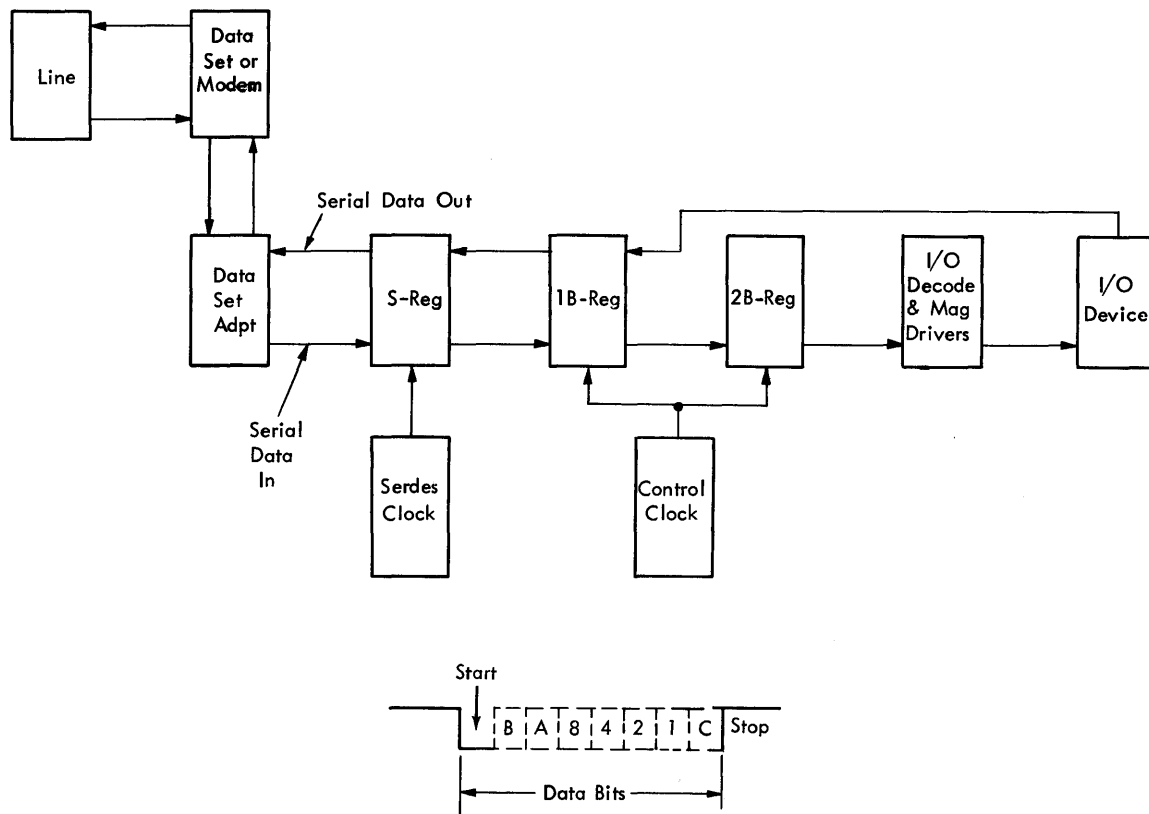 Line
Data
Set or
Modem
Serial Data Out
Data
Set
Adpt
S-Reg
1B-Reg
2B-Reg
I/O
Decode
& Mag
Drivers
I/O
Device
Serial
Data
In
Serdes
Clock
Control
Clock
Start
B A 8 4 2 1 C Stop
Data Bits